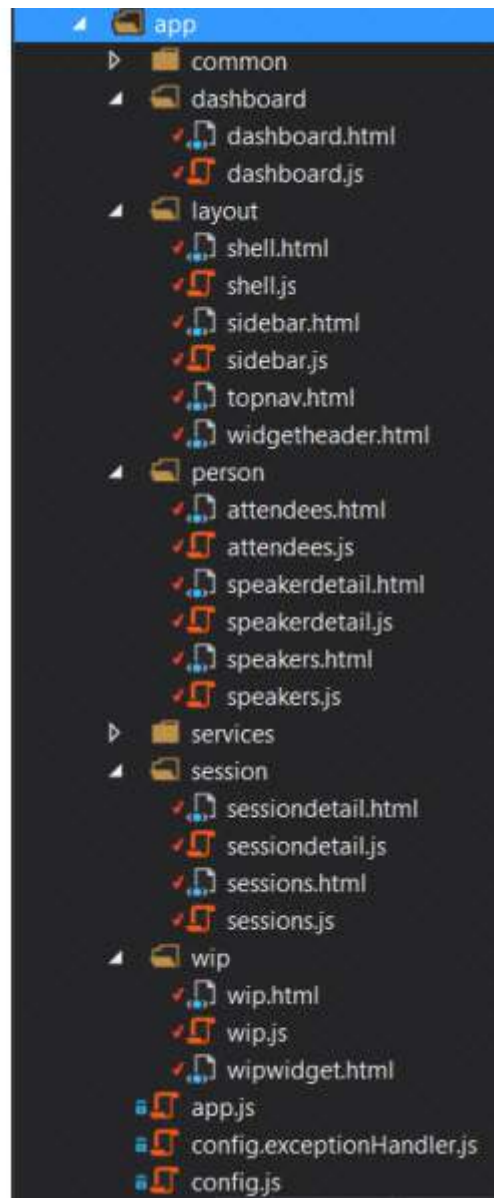 app
common
dashboard
dashboard.html
dashboard.js
layout
shell.html
shell.js
sidebar.html
sidebar.js
topnav.html
widgetheader.html
person
attendees.html
attendees.js
speakerdetail.html
speakerdetail.js
speakers.html
speakers.js
services
session
sessiondetail.html
sessiondetail.js
sessions.html
sessions.js
wip
wip.html
wip.js
wipwidget.html
app.js
config.exceptionHandler.js
config.js